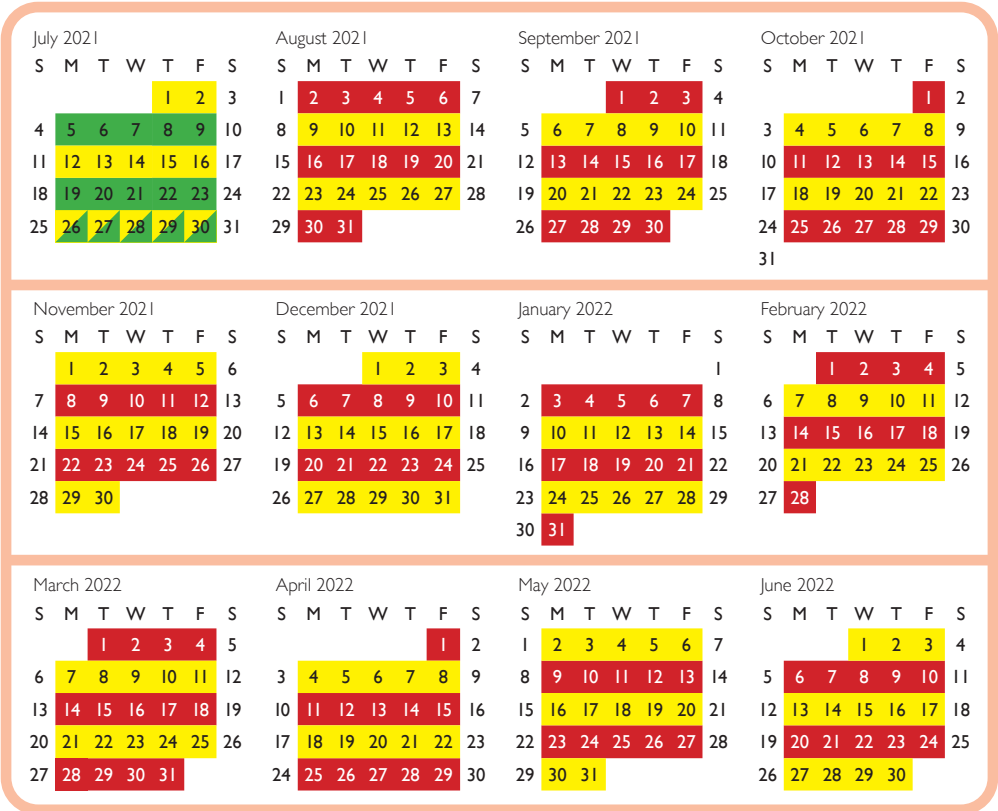 July 2021 August 2021 September 2021 October 2021
S M T W T F S S M T W T F S S M T W T F S S M T W T F S
1 2 3 1 2 3 4 5 6 7 1 2 3 4 1 2
4 5 6 7 8 9 10 8 9 10 11 12 13 14 5 6 7 8 9 10 11 3 4 5 6 7 8 9
11 12 13 14 15 16 17 15 16 17 18 19 20 21 12 13 14 15 16 17 18 10 11 12 13 14 15 16
18 19 20 21 22 23 24 22 23 24 25 26 27 28 19 20 21 22 23 24 25 17 18 19 20 21 22 23
25 26 27 28 29 30 31 29 30 31 26 27 28 29 30 24 25 26 27 28 29 30
31
November 2021 December 2021 January 2022 February 2022
S M T W T F S S M T W T F S S M T W T F S S M T W T F S
1 2 3 4 5 6 1 2 3 4 1 1 2 3 4 5
7 8 9 10 11 12 13 5 6 7 8 9 10 11 2 3 4 5 6 7 8 6 7 8 9 10 11 12
14 15 16 17 18 19 20 12 13 14 15 16 17 18 9 10 11 12 13 14 15 13 14 15 16 17 18 19
21 22 23 24 25 26 27 19 20 21 22 23 24 25 16 17 18 19 20 21 22 20 21 22 23 24 25 26
28 29 30 26 27 28 29 30 31 23 24 25 26 27 28 29 27 28
30 31
March 2022 April 2022 May 2022 June 2022
S M T W T F S S M T W T F S S M T W T F S S M T W T F S
1 2 3 4 5 1 2 1 2 3 4 5 6 7 1 2 3 4
6 7 8 9 10 11 12 3 4 5 6 7 8 9 8 9 10 11 12 13 14 5 6 7 8 9 10 11
13 14 15 16 17 18 19 10 11 12 13 14 15 16 15 16 17 18 19 20 21 12 13 14 15 16 17 18
20 21 22 23 24 25 26 17 18 19 20 21 22 23 22 23 24 25 26 27 28 19 20 21 22 23 24 25
27 28 29 30 31 24 25 26 27 28 29 30 29 30 31 26 27 28 29 30